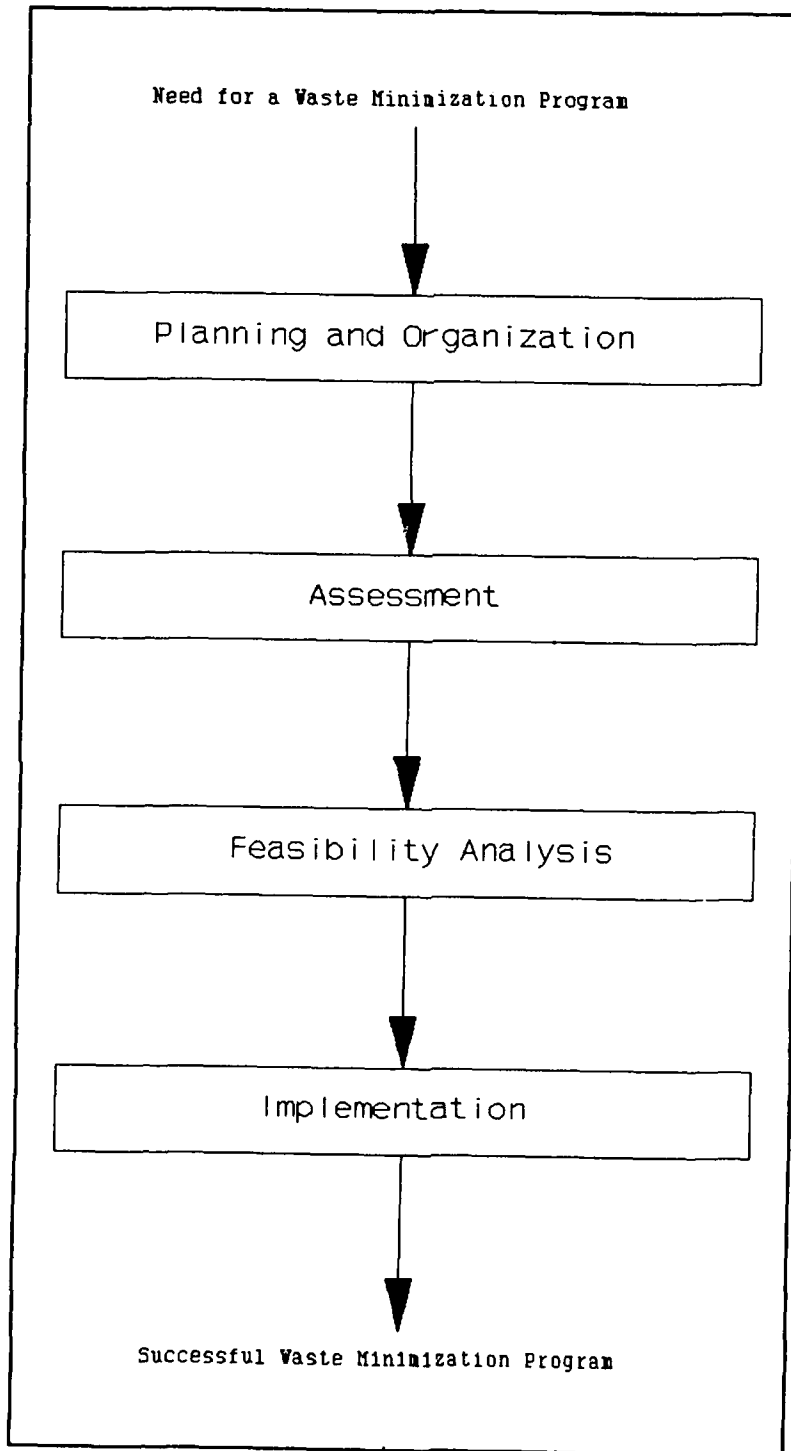 Need for a Waste Minimization Program
Planning and Organization
Assessment
Feasibility Analysis
Implementation
Successful Waste Minimization Program